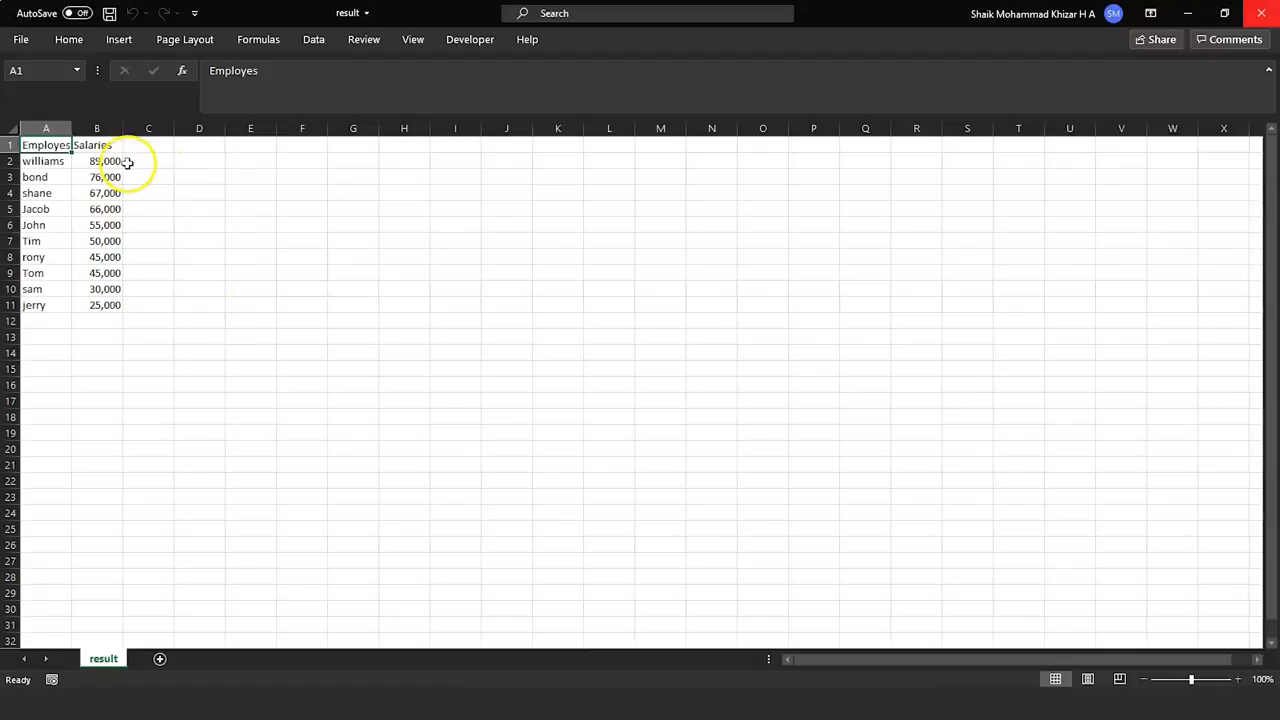 AutoSave Off result Search Shaik Mohammad Khizar H A SM
File Home Insert Page Layout Formulas Data Review View Developer Help Share Comments
A1 fx Employes
A B C D E F G H I J K L M N O P Q R S T U V W X
1 Employes Salaries
2 williams 89,000
3 bond 76,000
4 shane 67,000
5 Jacob 66,000
6 John 55,000
7 Tim 50,000
8 rony 45,000
9 Tom 45,000
10 sam 30,000
11 jerry 25,000
12
13
14
15
16
17
18
19
20
21
22
23
24
25
26
27
28
29
30
31
32
result
Ready 100%